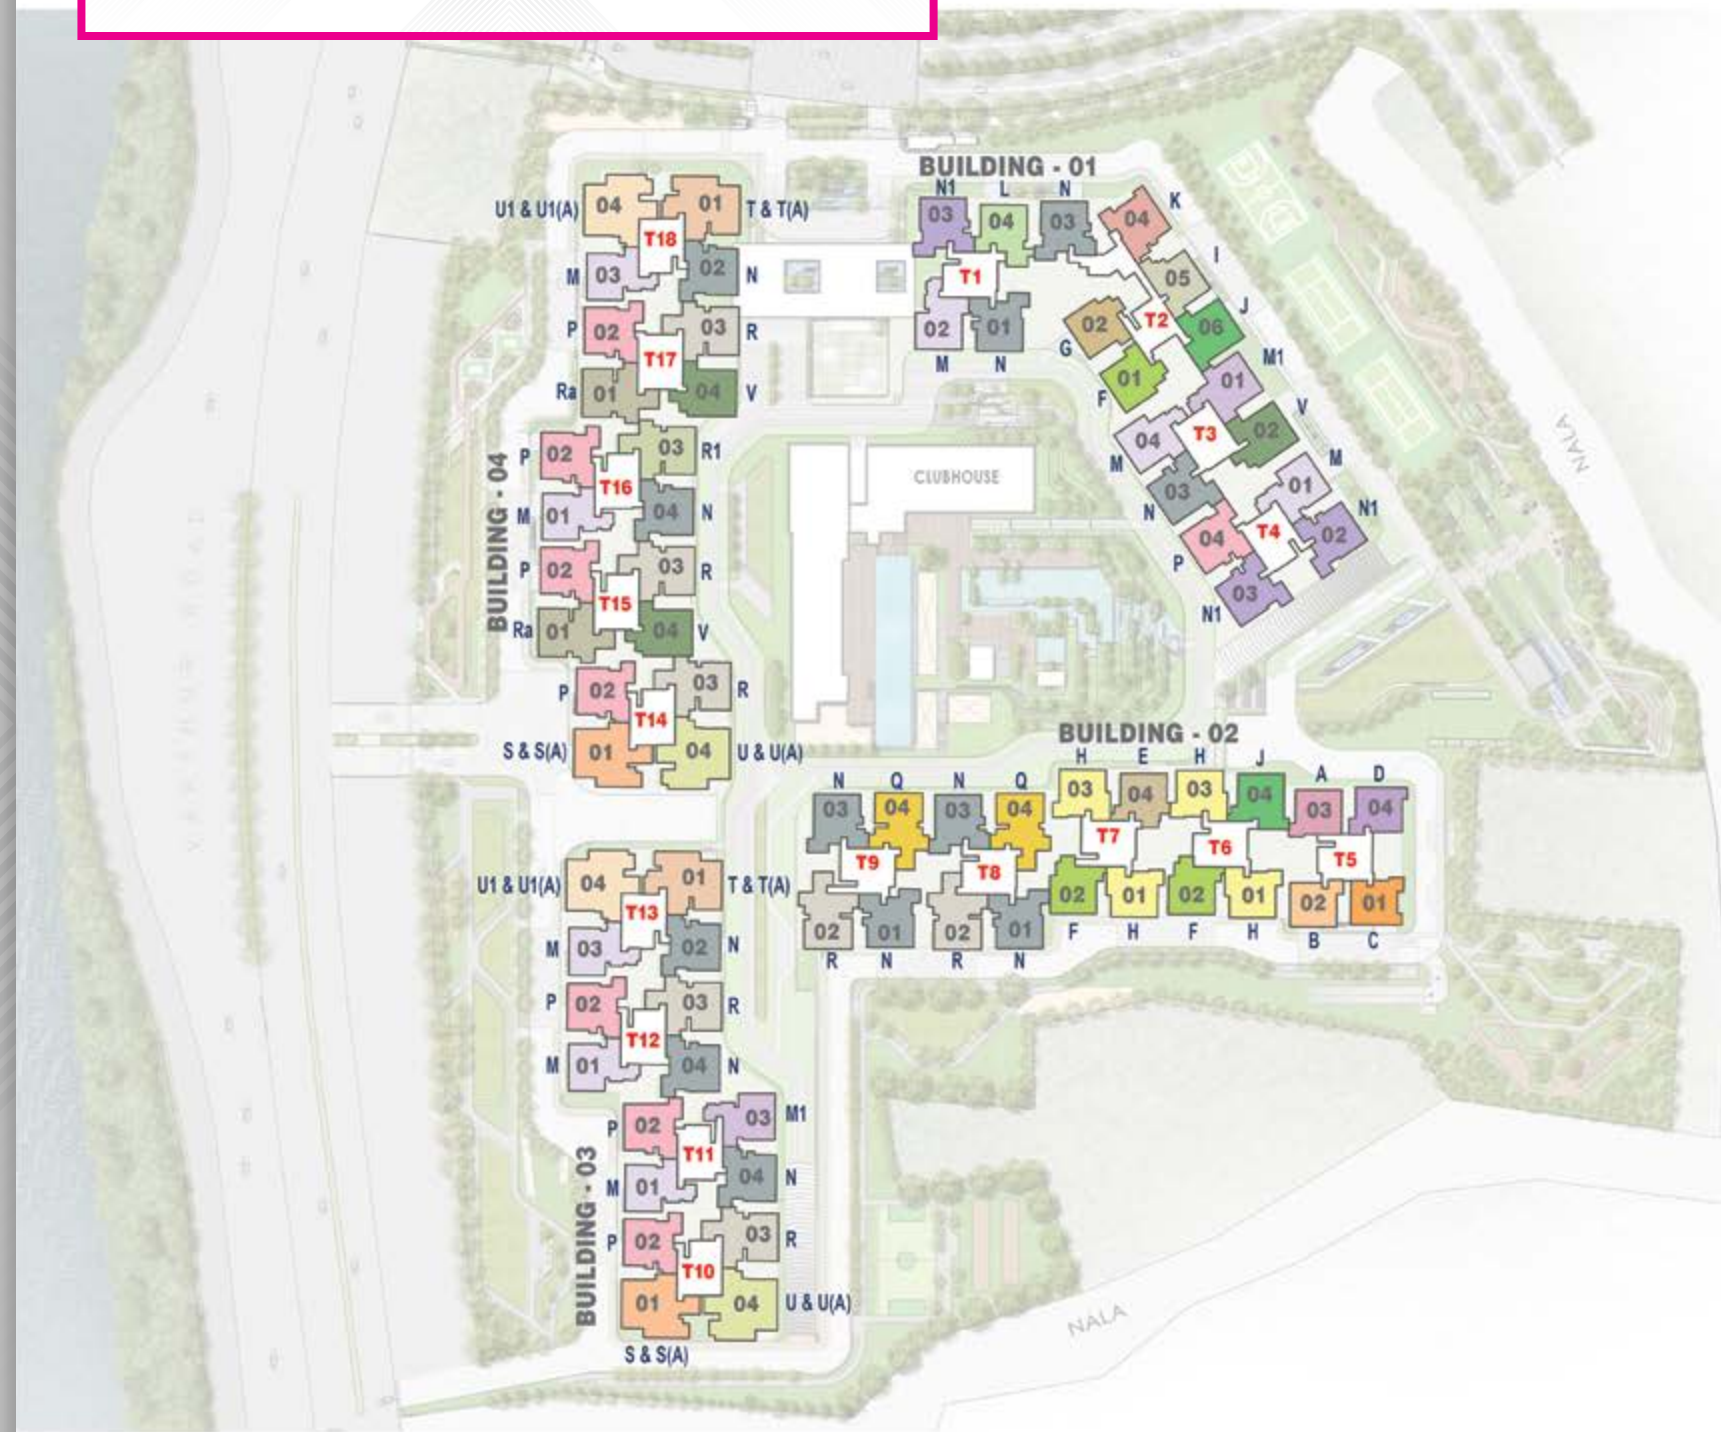 BUILDING - 01
N1 L N K
03 04 03 04
I
05
T1
T2
J
06
02
G
02 01
M N
01
F
M1
01
T3
V
02
04
M
M
01
03
N
T4
N1
02
04
P
03
N1
U1 & U1(A) 04 01 T & T(A)
T18
M 03 02 N
P 02 03 R
T17
Ra 01 04 V
BUILDING - 04
P 02 03 R1
T16
M 01 04 N
P 02 03 R
T15
Ra 01 04 V
P 02 03 R
T14
S & S(A) 01 04 U & U(A)
CLUBHOUSE
NALA
BUILDING - 02
N Q N Q H E H J A D
03 04 03 04 03 04 03 04 03 04
T9 T8 T7 T6 T5
02 01 02 01 02 01 02 01 02 01
R N R N F H F H B C
U1 & U1(A) 04 01 T & T(A)
T13
M 03 02 N
P 02 03 R
T12
M 01 04 N
BUILDING - 03
P 02 03 M1
T11
M 01 04 N
P 02 03 R
T10
01 04 U & U(A)
S & S(A)
NALA